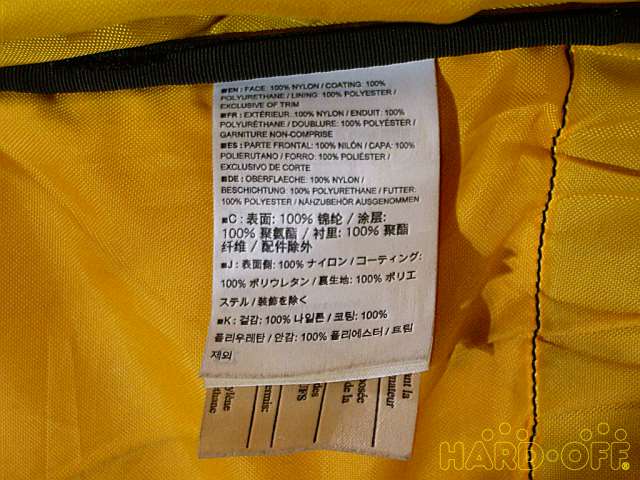 ■EN : FACE: 100% NYLON / COATING: 100%
POLYURETHANE / LINING: 100% POLYESTER /
EXCLUSIVE OF TRIM
■FR : EXTÉRIEUR: 100% NYLON / ENDUIT: 100%
POLYURÉTHANE / DOUBLURE: 100% POLYÉSTER /
GARNITURE NON-COMPRISE
■ES : PARTE FRONTAL: 100% NILÓN / CAPA: 100%
POLIERUTANO / FORRO: 100% POLIÉSTER /
EXCLUSIVO DE CORTE
■DE : OBERFLAECHE: 100% NYLON /
BESCHICHTUNG: 100% POLYURETHANE / FUTTER:
100% POLYESTER / NÄHZUBEHÖR AUSGENOMMEN
■C : 表面: 100% 锦纶 / 涂层:
100% 聚氨酯 / 衬里: 100% 聚酯
纤维 / 配件除外
■J : 表面側: 100% ナイロン / コーティング:
100% ポリウレタン / 裏生地: 100% ポリエ
ステル / 装飾を除く
■K : 겉감: 100% 나일론 / 코팅: 100%
폴리우레탄 / 안감: 100% 폴리에스터 / 트림
제외
HARD·OFF